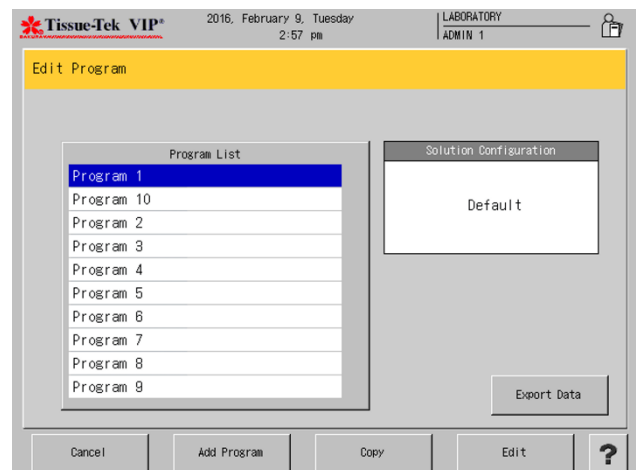 Tissue-Tek VIP®
SAKURA
2016, February 9, Tuesday
2:57 pm
LABORATORY
ADMIN 1
Edit Program
Program List
Program 1
Program 10
Program 2
Program 3
Program 4
Program 5
Program 6
Program 7
Program 8
Program 9
Solution Configuration
Default
Export Data
Cancel
Add Program
Copy
Edit
?